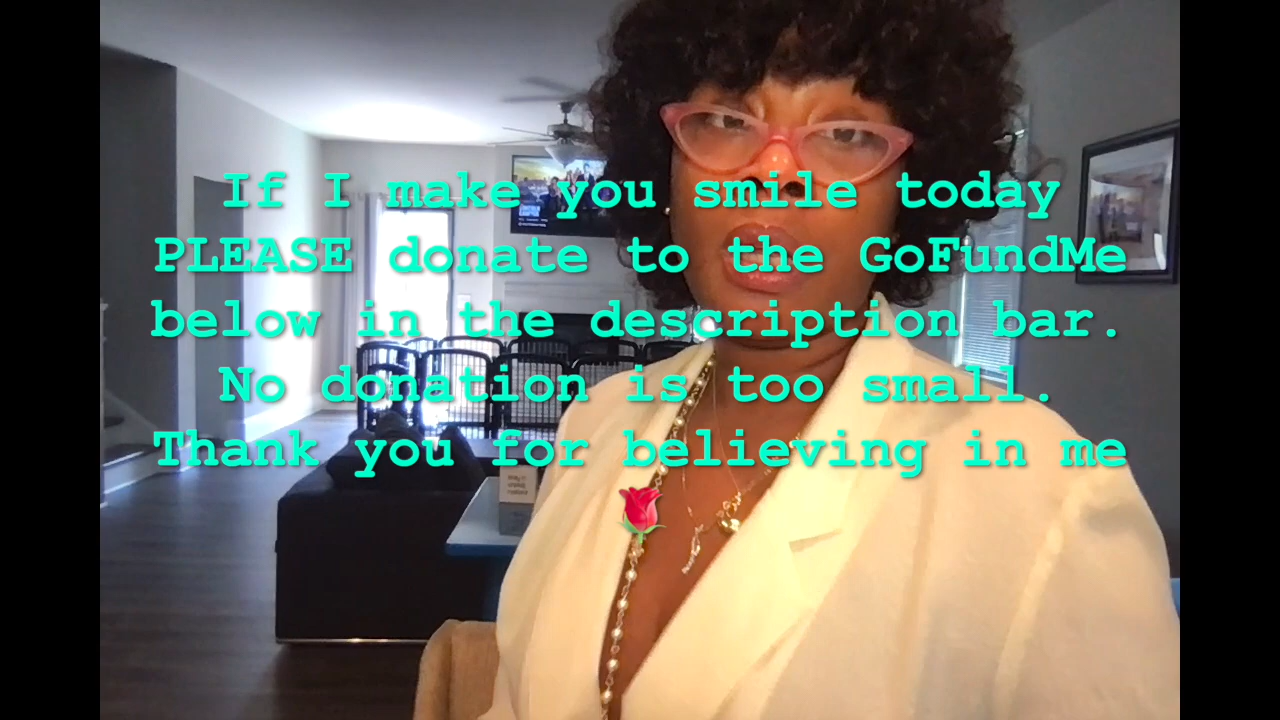 If I make you smile today
PLEASE donate to the GoFundMe
below in the description bar.
No donation is too small.
Thank you for believing in me
🌹